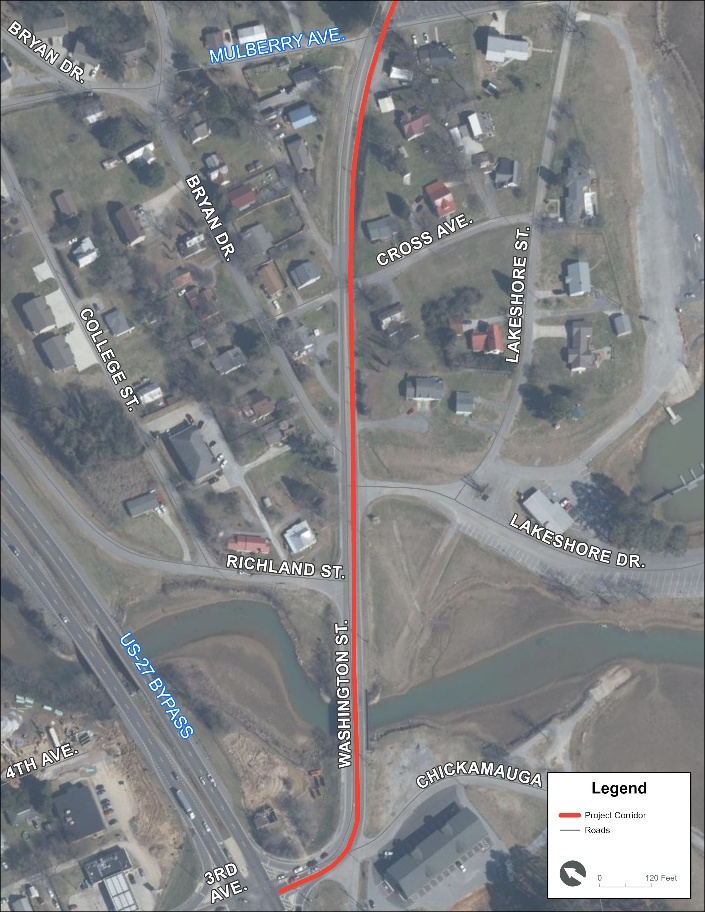 MULBERRY AVE.
BRYAN DR.
BRYAN DR.
CROSS AVE.
LAKESHORE ST.
COLLEGE ST.
LAKESHORE DR.
RICHLAND ST.
WASHINGTON ST.
US-27 BYPASS
4TH AVE.
CHICKAMAUGA
3RD
AVE.
Legend
Project Corridor
Roads
0 120 Feet